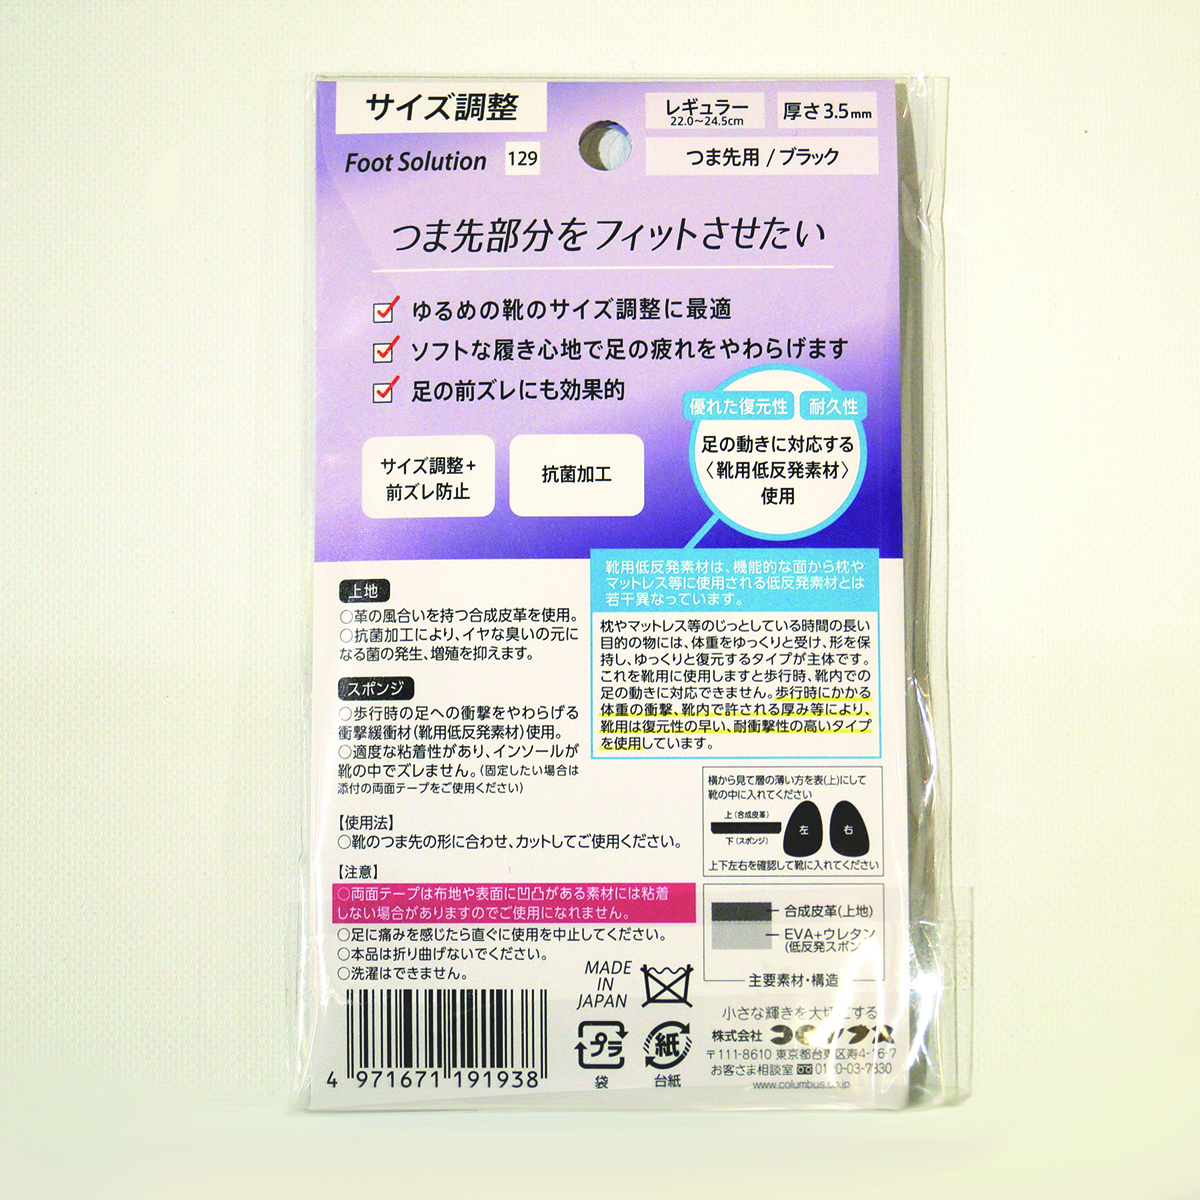 サイズ調整
Foot Solution 129
レギュラー
22.0~24.5cm
厚さ3.5mm
つま先用 / ブラック
つま先部分をフィットさせたい
ゆるめの靴のサイズ調整に最適
ソフトな履き心地で足の疲れをやわらげます
足の前ズレにも効果的
優れた復元性 耐久性
足の動きに対応する
〈靴用低反発素材〉
使用
サイズ調整+
前ズレ防止
抗菌加工
靴用低反発素材は、機能的な面から枕や
マットレス等に使用される低反発素材とは
若干異なっています。
枕やマットレス等のじっとしている時間の長い
目的の物には、体重をゆっくりと受け、形を保
持し、ゆっくりと復元するタイプが主体です。
これを靴用に使用しますと歩行時、靴内での
足の動きに対応できません。歩行時にかかる
体重の衝撃、靴内で許される厚み等により、
靴用は復元性の早い、耐衝撃性の高いタイプ
を使用しています。
上地
○革の風合いを持つ合成皮革を使用。
○抗菌加工により、イヤな臭いの元に
なる菌の発生、増殖を抑えます。
スポンジ
○歩行時の足への衝撃をやわらげる
衝撃緩衝材(靴用低反発素材)使用。
○適度な粘着性があり、インソールが
靴の中でズレません。(固定したい場合は
添付の両面テープをご使用ください)
【使用法】
○靴のつま先の形に合わせ、カットしてご使用ください。
【注意】
○両面テープは布地や表面に凹凸がある素材には粘着
しない場合がありますのでご使用になれません。
○足に痛みを感じたら直ぐに使用を中止してください。
○本品は折り曲げないでください。
○洗濯はできません。
横から見て層の薄い方を表(上)にして
靴の中に入れてください
上(合成皮革)
下(スポンジ)
左 右
上下左右を確認して靴に入れてください
合成皮革(上地)
EVA+ウレタン
(低反発スポン
主要素材・構造
MADE
IN
JAPAN
プラ
袋
紙
台紙
4 971671 191938
小さな輝きを大切にする
株式会社 コロンブス
〒111-8610 東京都台東区寿4-16-7
お客さま相談室 0120-03-7830
www.columbus.co.jp